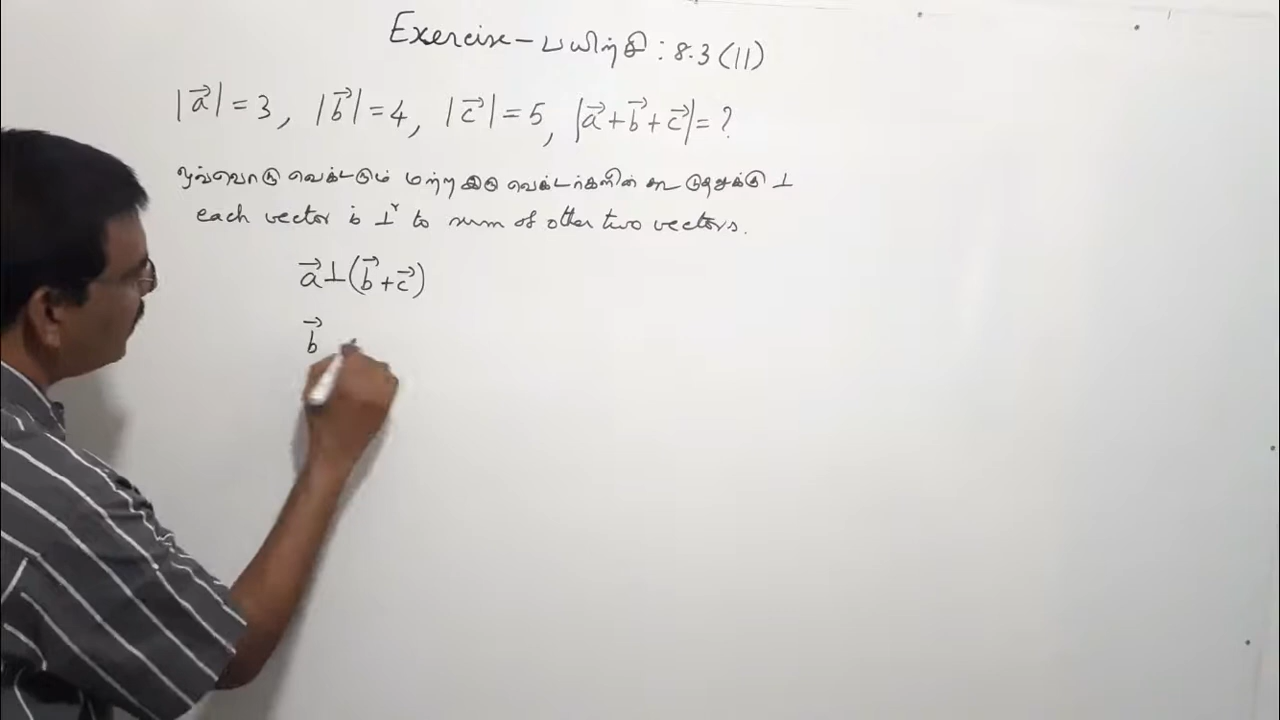 Exercise - பயிற்சி : 8.3 (11)
|a⃗| = 3, |b⃗| = 4, |c⃗| = 5, |a⃗+b⃗+c⃗| = ?
ஒவ்வொரு வெக்டரும் மற்ற இரு வெக்டர்களின் கூடுதலுக்கு ⊥
each vector is ⊥r to sum of other two vectors.
a⃗ ⊥ (b⃗ + c⃗)
b⃗